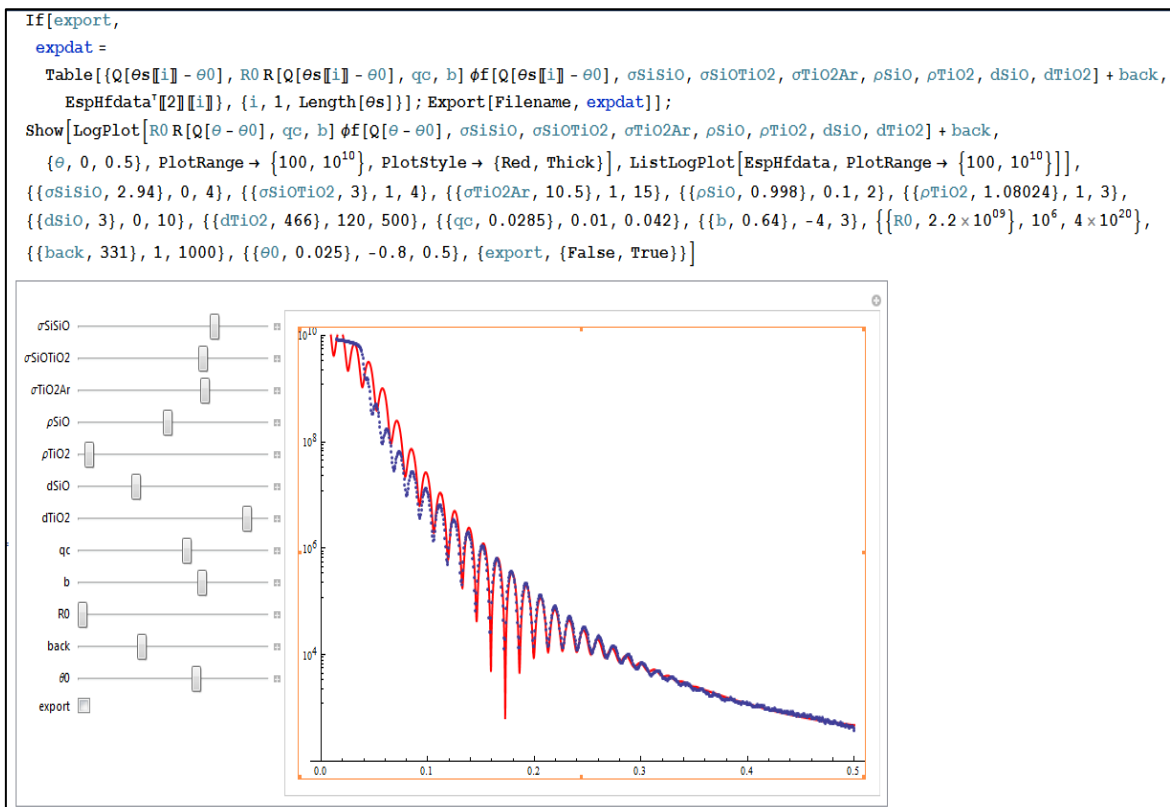 If[export,
expdat =
Table[{Q[θs〚i〛 - θ0], R0 R[Q[θs〚i〛 - θ0], qc, b] ϕf[Q[θs〚i〛 - θ0], σSiSiO, σSiOTiO2, σTiO2Ar, ρSiO, ρTiO2, dSiO, dTiO2] + back,
EspHfdataᵀ〚2〛〚i〛}, {i, 1, Length[θs]}]; Export[Filename, expdat]];
Show[LogPlot[R0 R[Q[θ - θ0], qc, b] ϕf[Q[θ - θ0], σSiSiO, σSiOTiO2, σTiO2Ar, ρSiO, ρTiO2, dSiO, dTiO2] + back,
{θ, 0, 0.5}, PlotRange → {100, 10¹⁰}, PlotStyle → {Red, Thick}], ListLogPlot[EspHfdata, PlotRange → {100, 10¹⁰}]],
{{σSiSiO, 2.94}, 0, 4}, {{σSiOTiO2, 3}, 1, 4}, {{σTiO2Ar, 10.5}, 1, 15}, {{ρSiO, 0.998}, 0.1, 2}, {{ρTiO2, 1.08024}, 1, 3},
{{dSiO, 3}, 0, 10}, {{dTiO2, 466}, 120, 500}, {{qc, 0.0285}, 0.01, 0.042}, {{b, 0.64}, -4, 3}, {{R0, 2.2 × 10⁰⁹}, 10⁶, 4 × 10²⁰},
{{back, 331}, 1, 1000}, {{θ0, 0.025}, -0.8, 0.5}, {export, {False, True}}]
σSiSiO
σSiOTiO2
σTiO2Ar
ρSiO
ρTiO2
dSiO
dTiO2
qc
b
R0
back
θ0
export
10¹⁰
10⁸
10⁶
10⁴
0.0 0.1 0.2 0.3 0.4 0.5